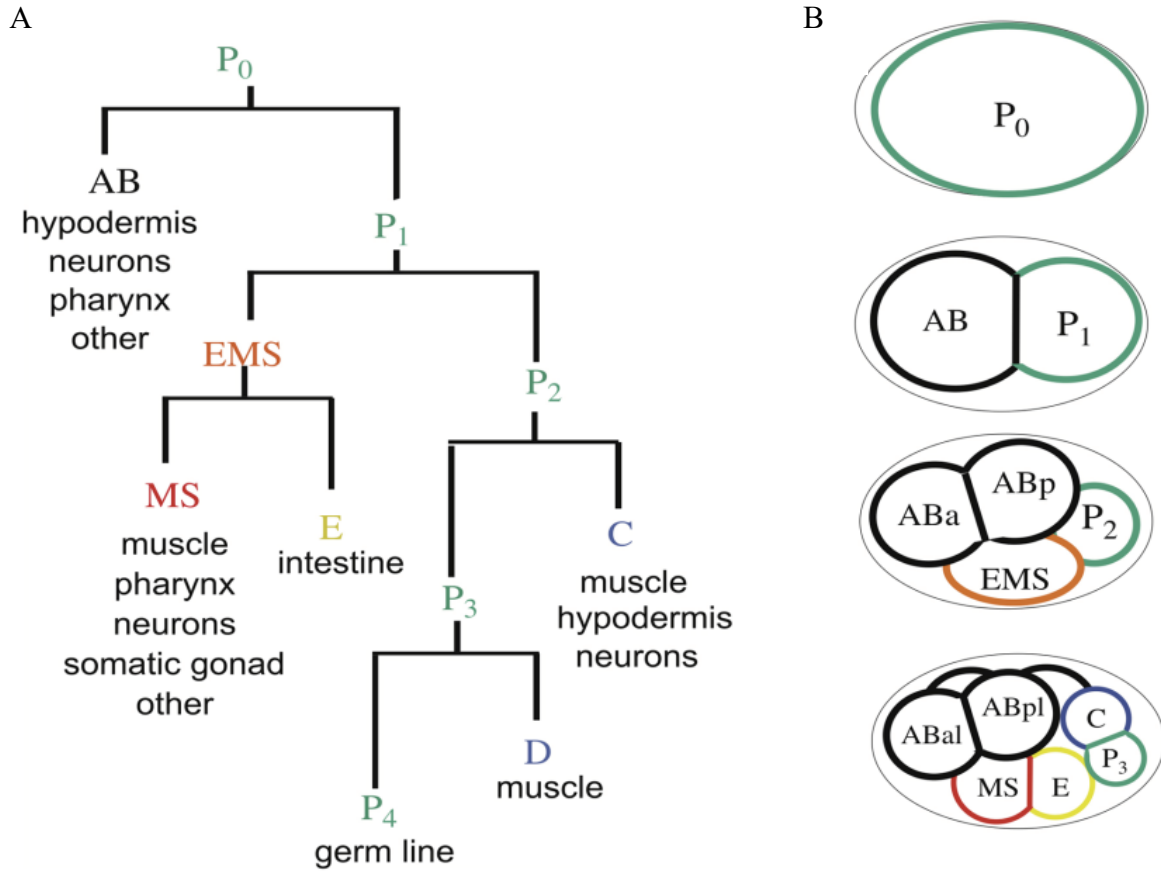 A
P₀
AB
hypodermis
neurons
pharynx
other
P₁
EMS
P₂
MS
muscle
pharynx
neurons
somatic gonad
other
E
intestine
C
muscle
hypodermis
neurons
P₃
D
muscle
P₄
germ line
B
P₀
AB
P₁
ABa
ABp
P₂
EMS
ABal
ABpl
C
P₃
MS
E